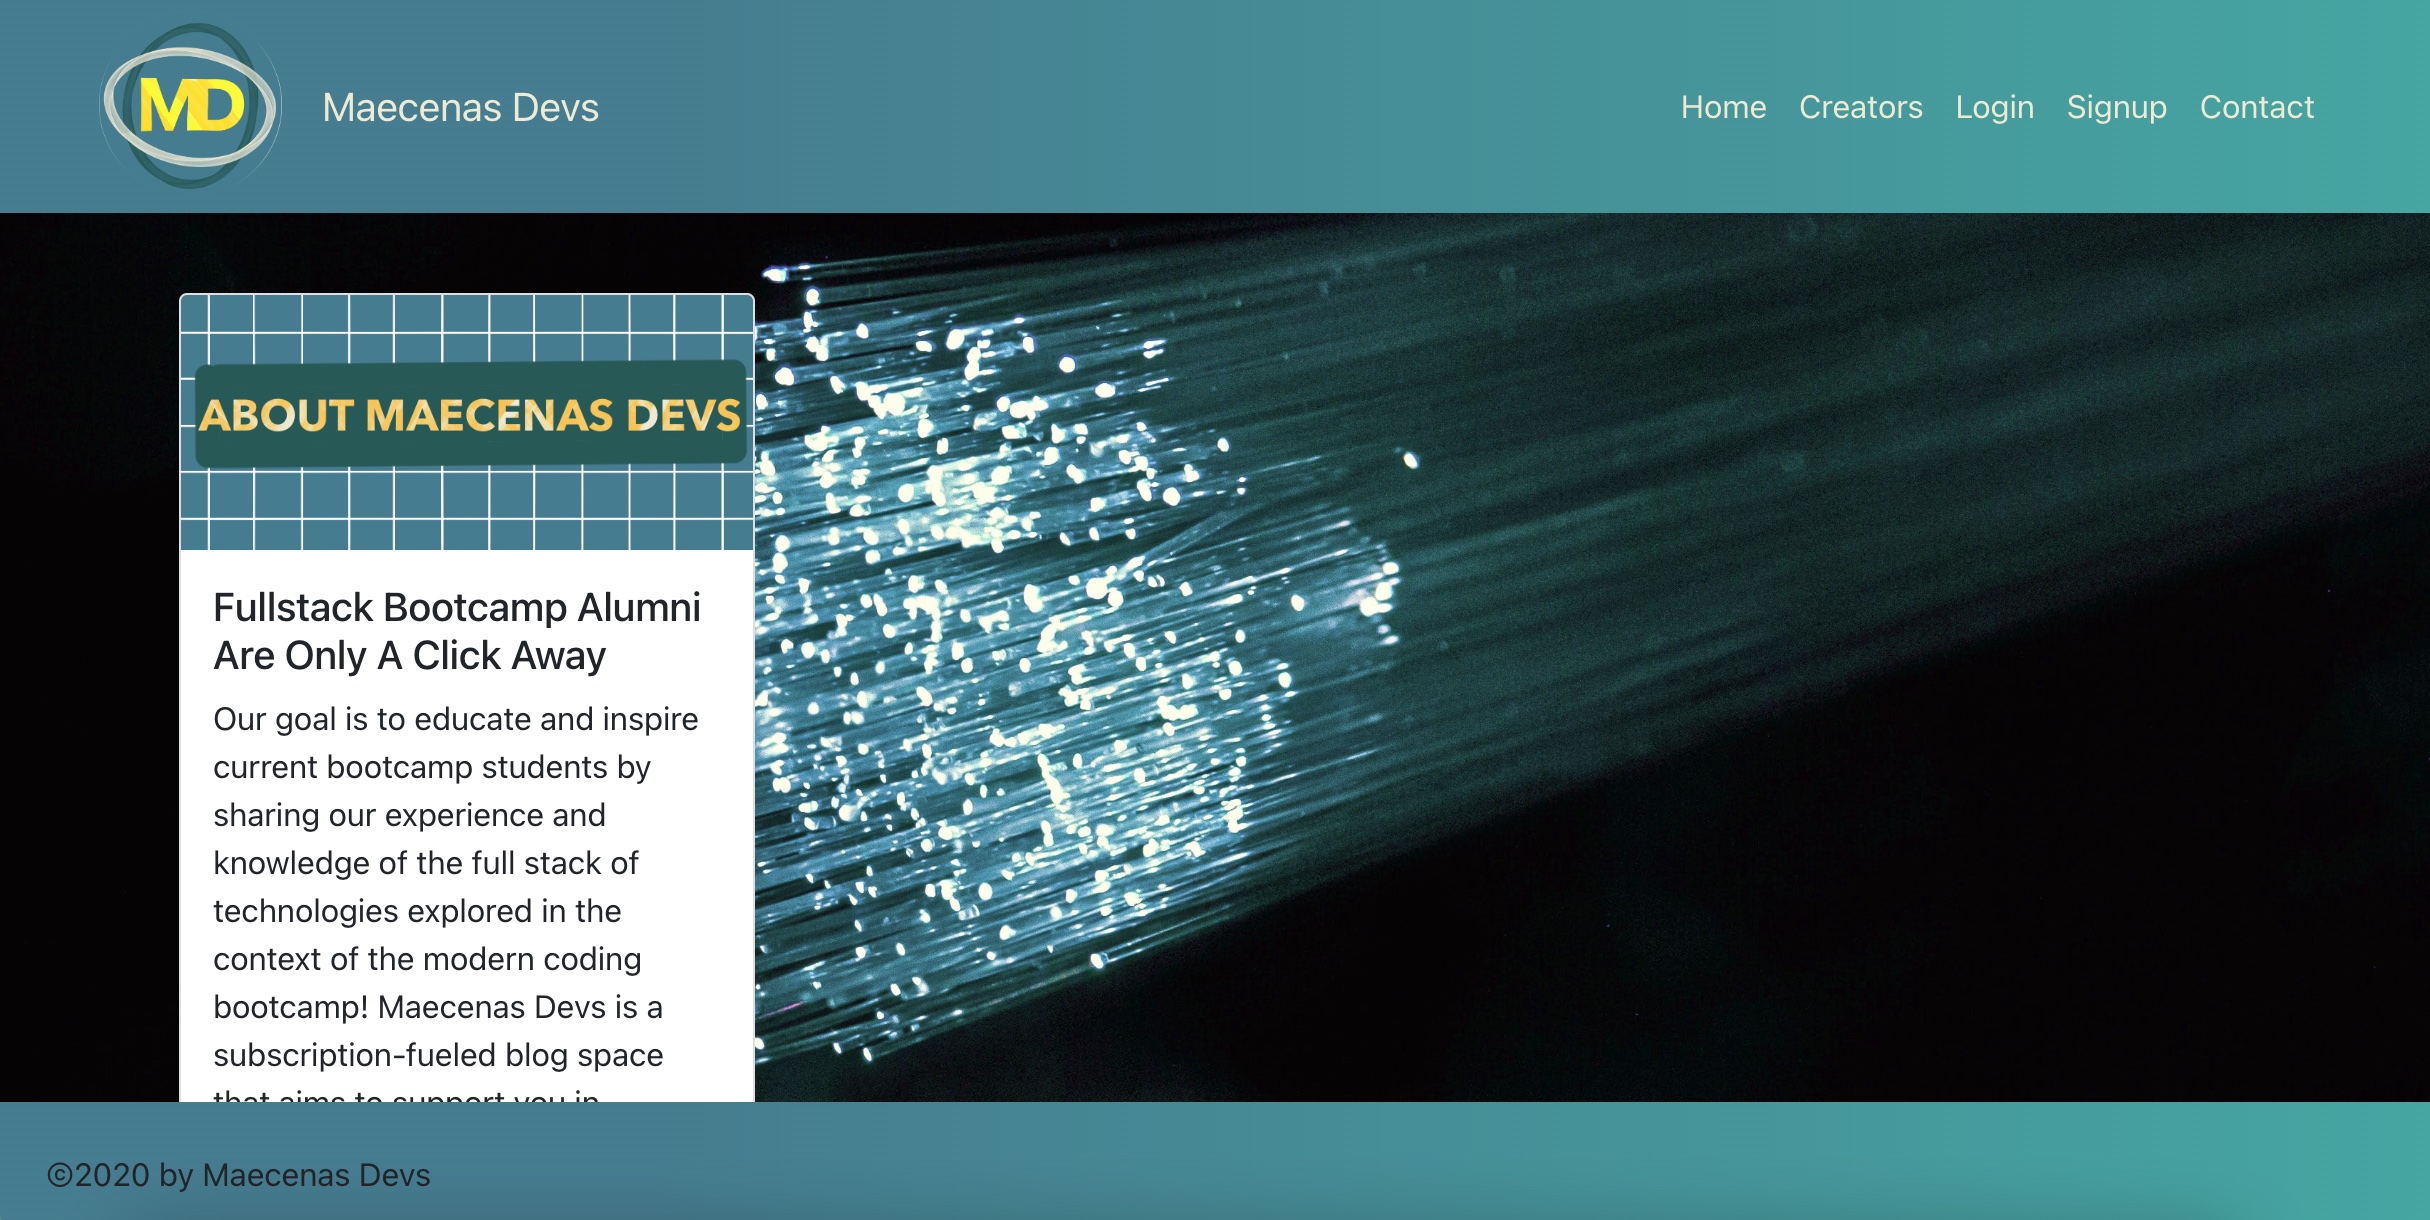 MD
Maecenas Devs
Home Creators Login Signup Contact
ABOUT MAECENAS DEVS
Fullstack Bootcamp Alumni
Are Only A Click Away
Our goal is to educate and inspire
current bootcamp students by
sharing our experience and
knowledge of the full stack of
technologies explored in the
context of the modern coding
bootcamp! Maecenas Devs is a
subscription-fueled blog space
that aims to support you in
©2020 by Maecenas Devs